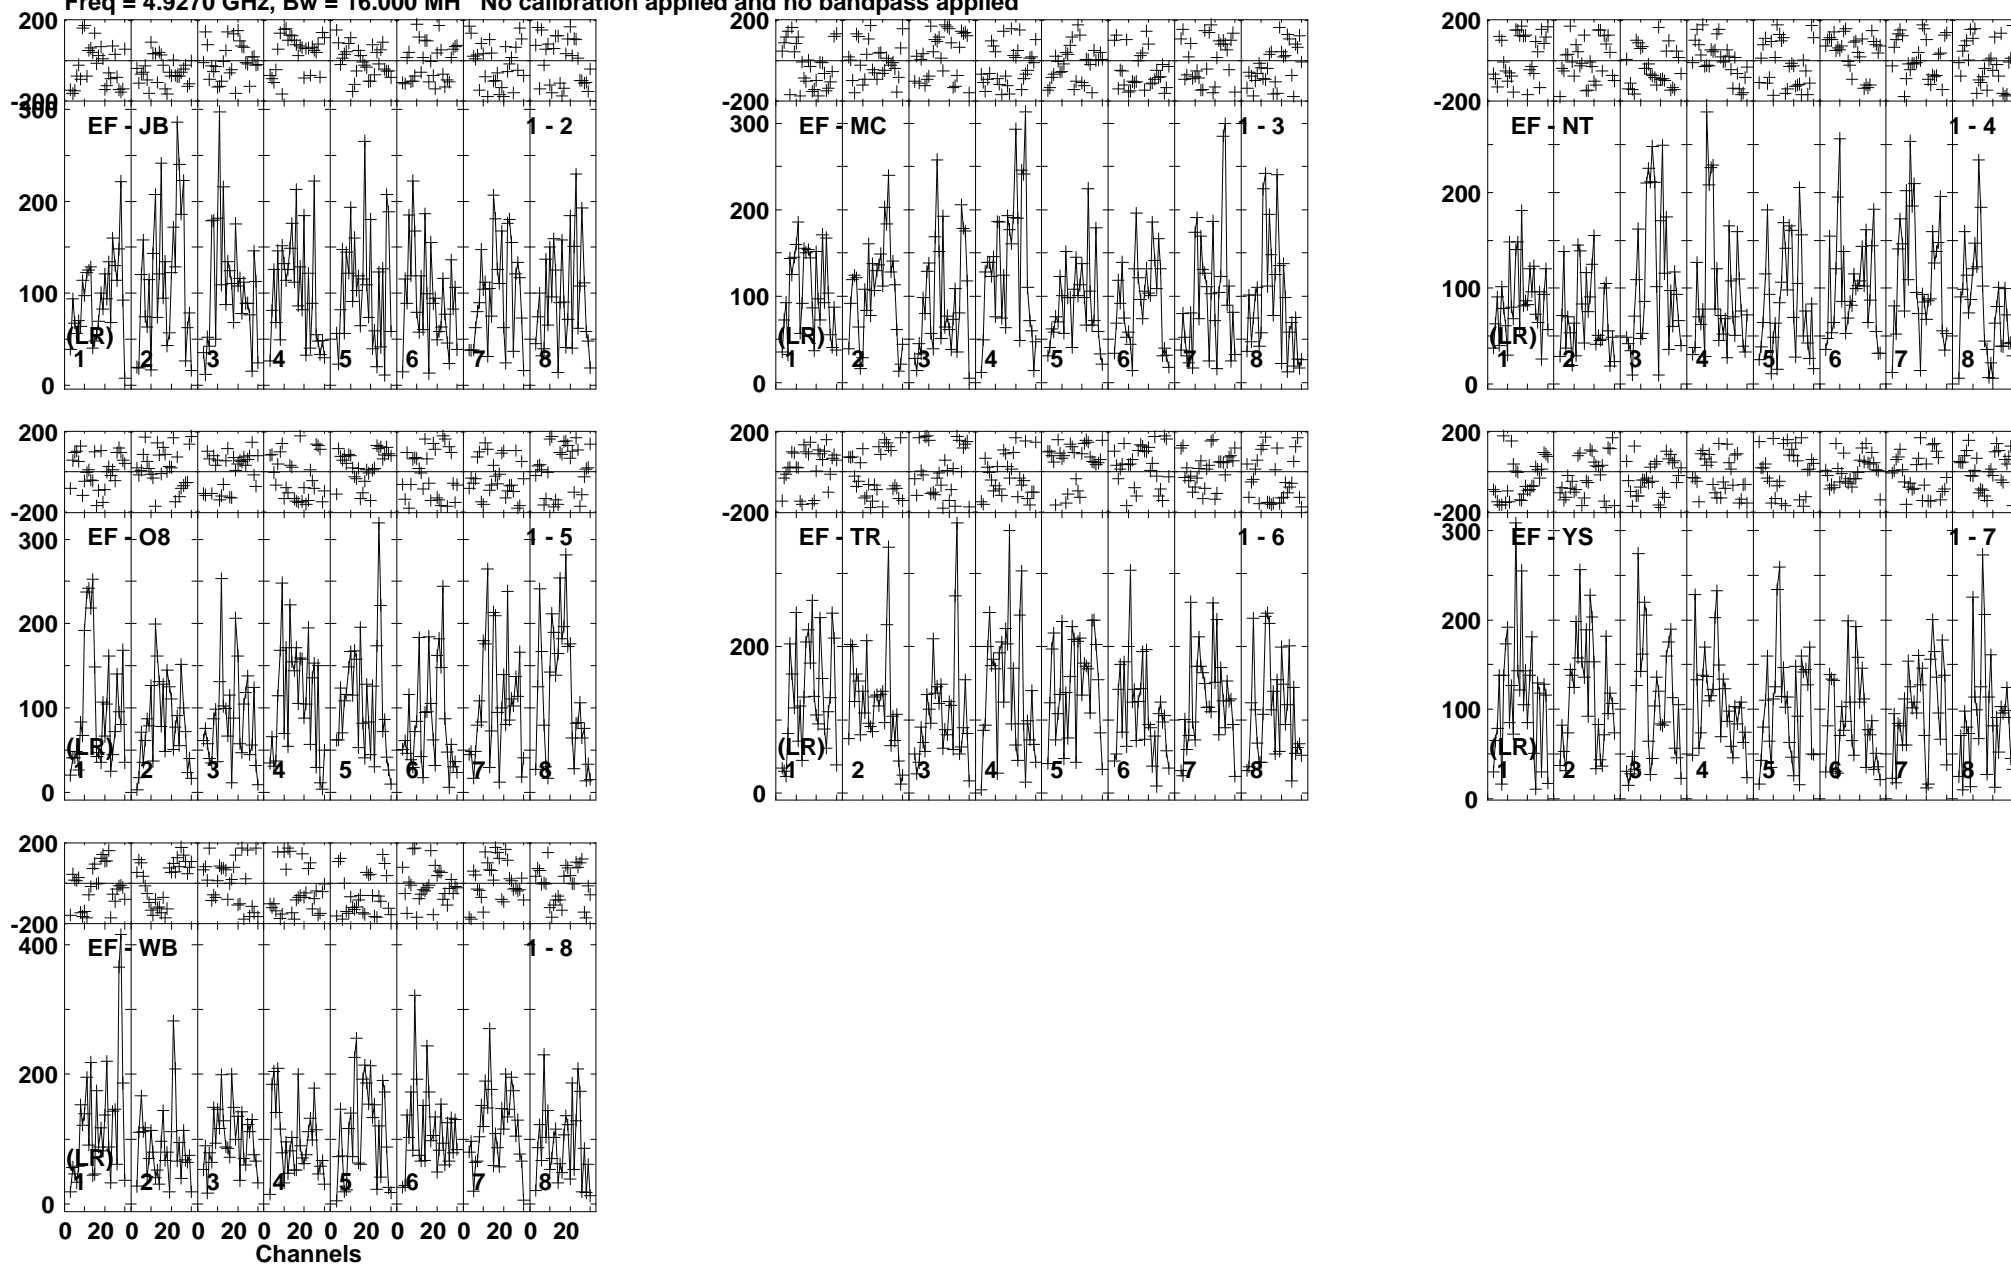 Freq = 4.9270 GHz, Bw = 16.000 MH No calibration applied and no bandpass applied
200
-200
300
200
100
0
EF - JB
1 - 2
(LR)
1 2 3 4 5 6 7 8
200
-200
300
200
100
0
EF - MC
1 - 3
(LR)
1 2 3 4 5 6 7 8
200
-200
200
100
0
EF - NT
1 - 4
(LR)
1 2 3 4 5 6 7 8
200
-200
300
200
100
0
EF - O8
1 - 5
(LR)
1 2 3 4 5 6 7 8
200
-200
200
0
EF - TR
1 - 6
(LR)
1 2 3 4 5 6 7 8
200
-200
300
200
100
0
EF - YS
1 - 7
(LR)
1 2 3 4 5 6 7 8
200
-200
400
200
0
EF - WB
1 - 8
(LR)
1 2 3 4 5 6 7 8
0 20 0 20 0 20 0 20 0 20 0 20 0 20 0 20
Channels